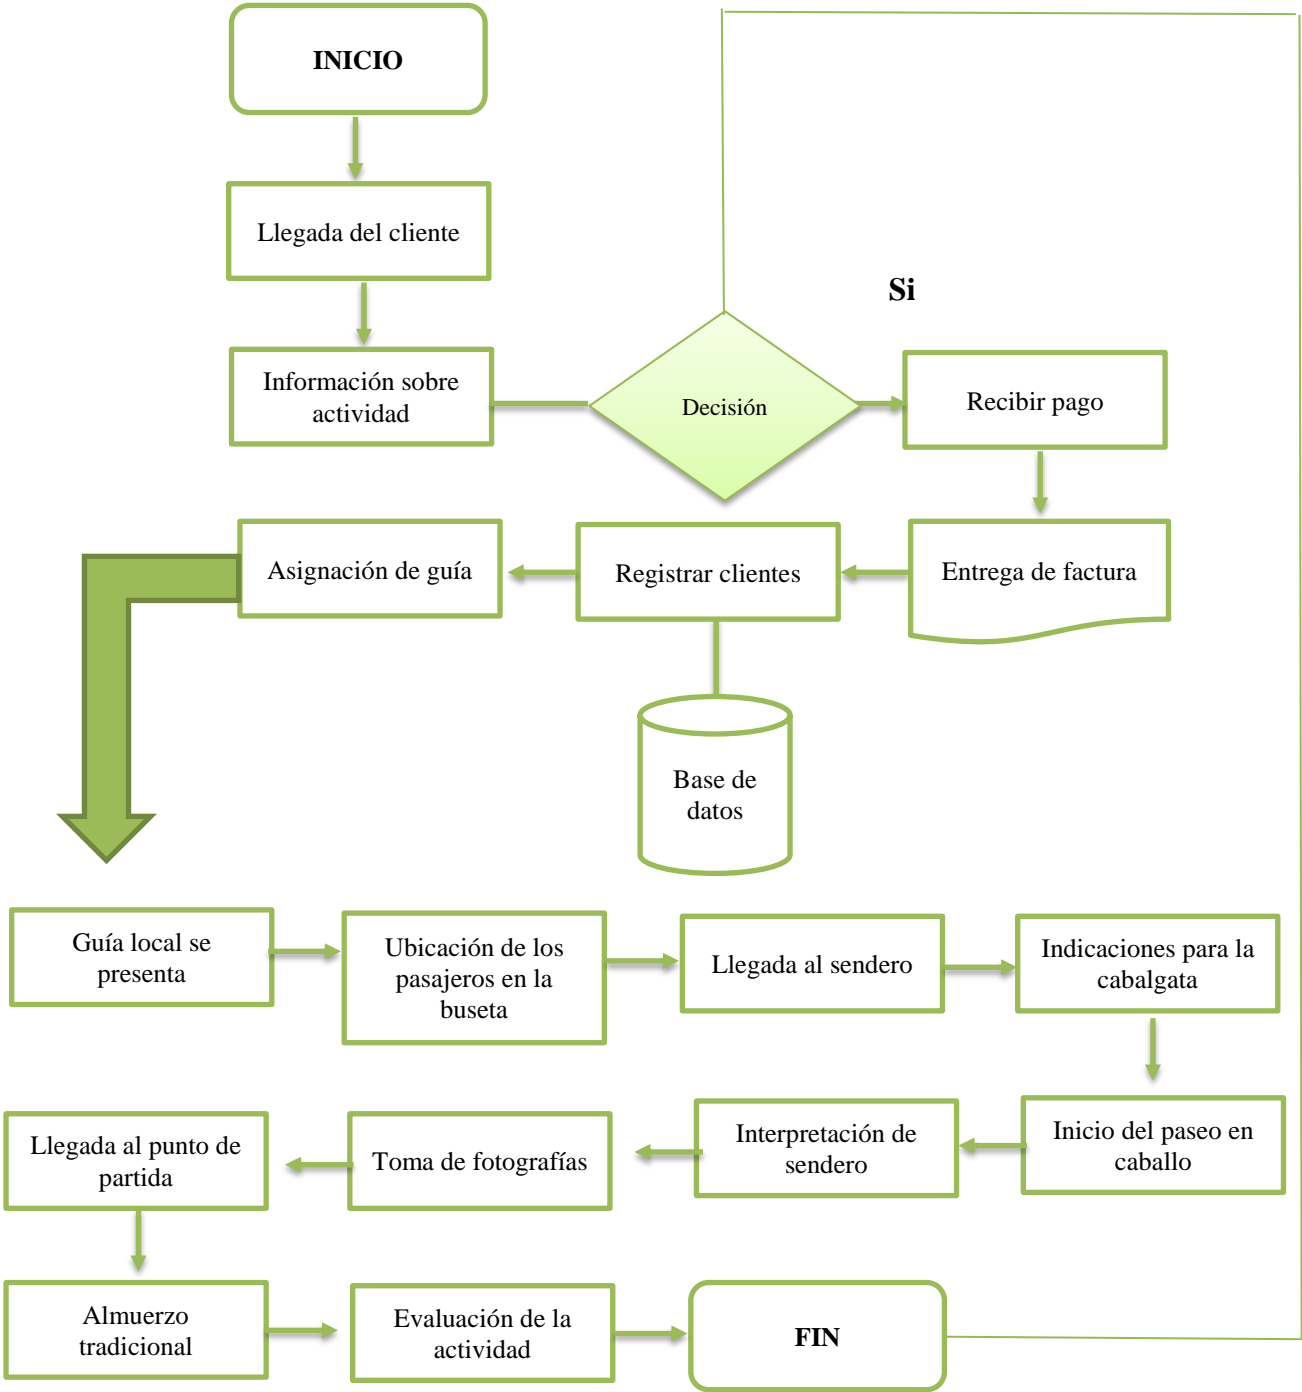 INICIO
Llegada del cliente
Si
Información sobre
actividad
Decisión
Recibir pago
Entrega de factura
Registrar clientes
Asignación de guía
Base de
datos
Guía local se
presenta
Ubicación de los
pasajeros en la
buseta
Llegada al sendero
Indicaciones para la
cabalgata
Inicio del paseo en
caballo
Interpretación de
sendero
Toma de fotografías
Llegada al punto de
partida
Almuerzo
tradicional
Evaluación de la
actividad
FIN